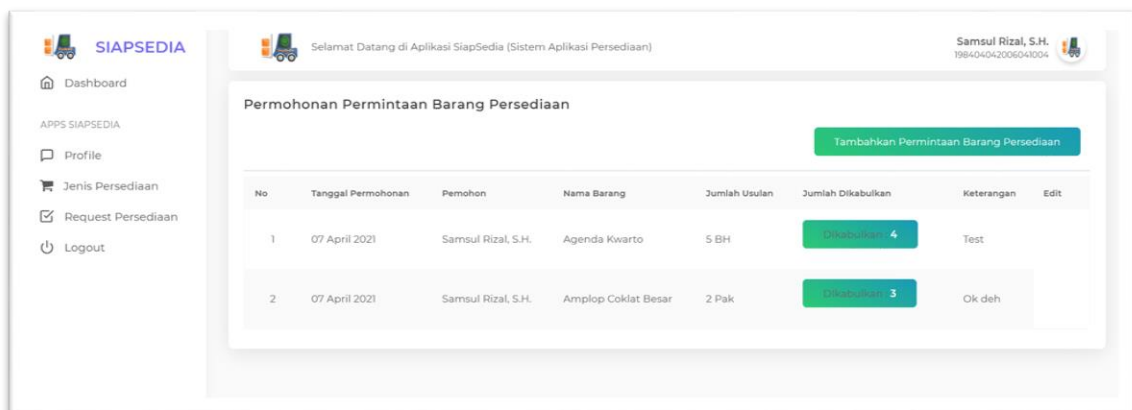 SIAPSEDIA
Dashboard
APPS SIAPSEDIA
Profile
Jenis Persediaan
Request Persediaan
Logout
Selamat Datang di Aplikasi SiapSedia (Sistem Aplikasi Persediaan)
Samsul Rizal, S.H.
198404042006041004
Permohonan Permintaan Barang Persediaan
Tambahkan Permintaan Barang Persediaan
No Tanggal Permohonan Pemohon Nama Barang Jumlah Usulan Jumlah Dikabulkan Keterangan Edit
1 07 April 2021 Samsul Rizal, S.H. Agenda Kwarto 5 BH Dikabulkan 4 Test
2 07 April 2021 Samsul Rizal, S.H. Amplop Coklat Besar 2 Pak Dikabulkan 3 Ok deh